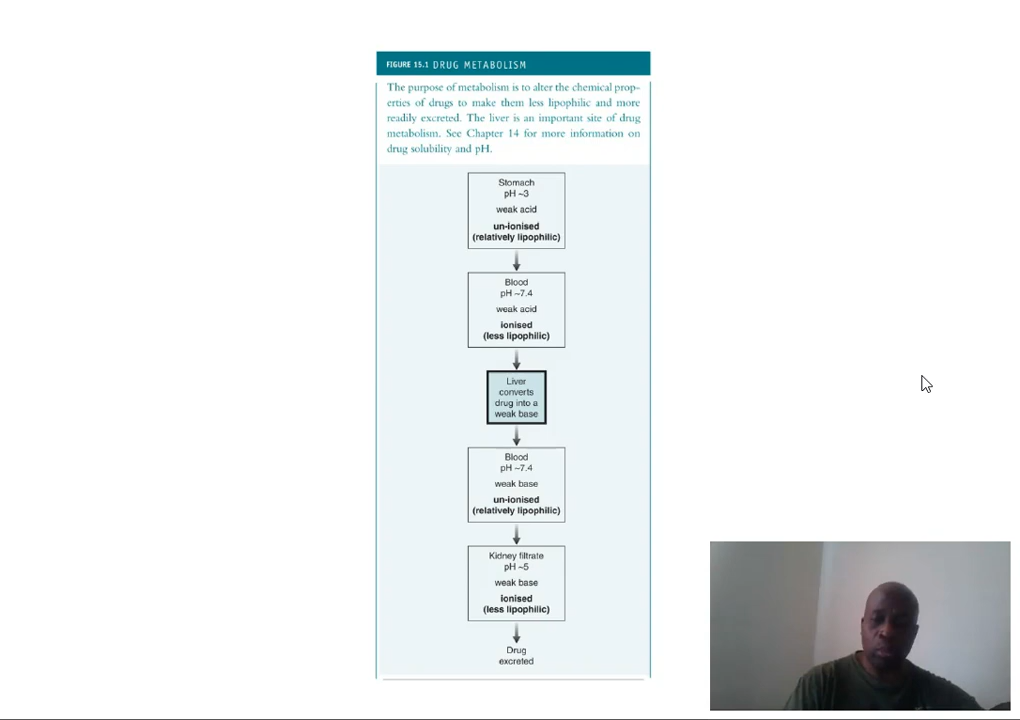 FIGURE 15.1 DRUG METABOLISM
The purpose of metabolism is to alter the chemical prop-
erties of drugs to make them less lipophilic and more
readily excreted. The liver is an important site of drug
metabolism. See Chapter 14 for more information on
drug solubility and pH.
Stomach
pH ~3
weak acid
un-ionised
(relatively lipophilic)
Blood
pH ~7.4
weak acid
ionised
(less lipophilic)
Liver
converts
drug into a
weak base
Blood
pH ~7.4
weak base
un-ionised
(relatively lipophilic)
Kidney filtrate
pH ~5
weak base
ionised
(less lipophilic)
Drug
excreted